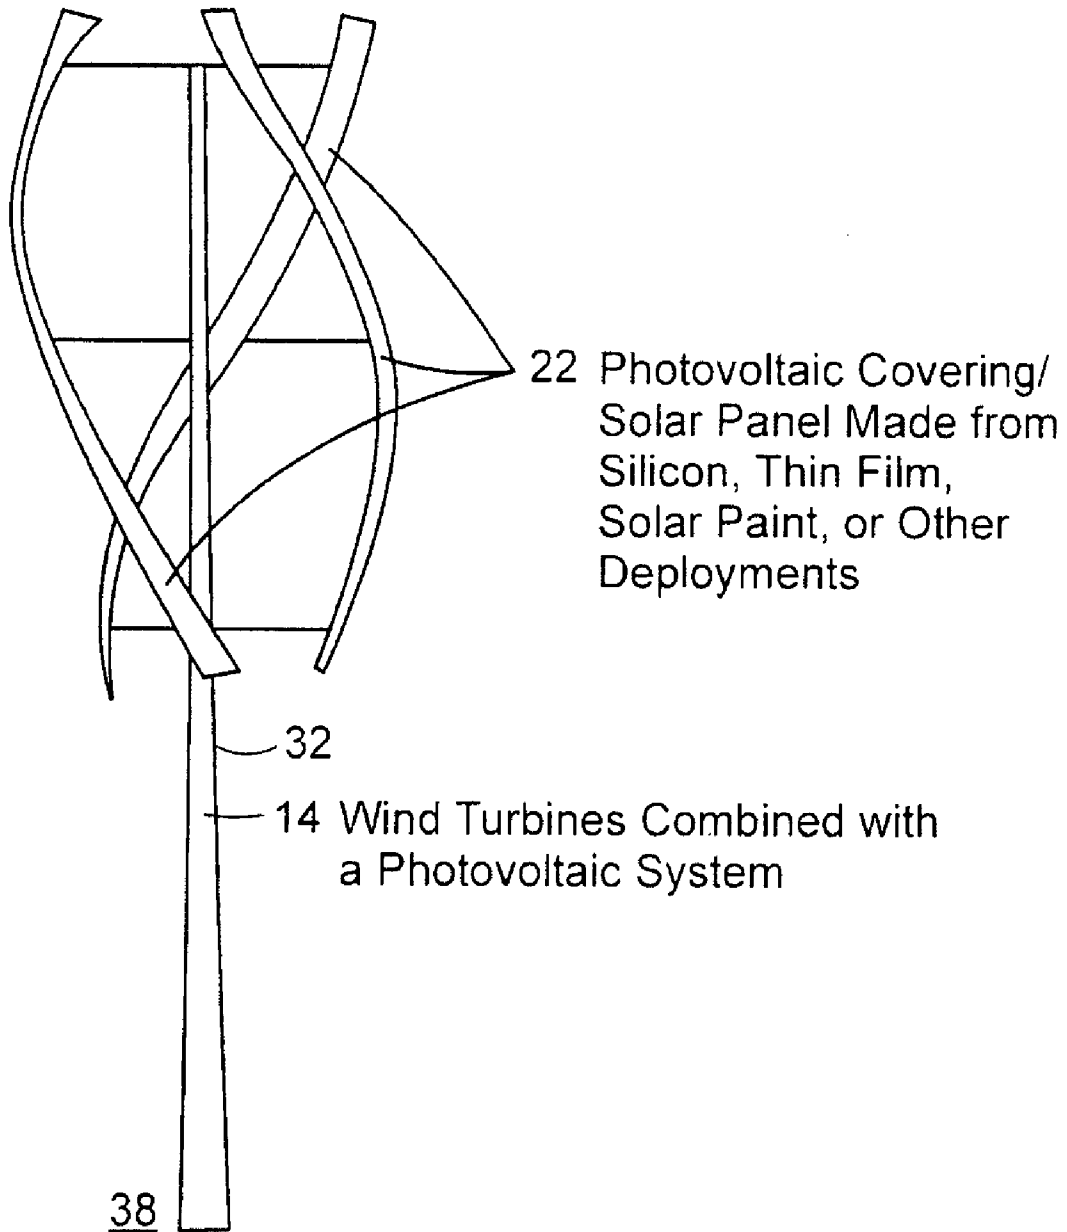 22 Photovoltaic Covering/
Solar Panel Made from
Silicon, Thin Film,
Solar Paint, or Other
Deployments
32
14 Wind Turbines Combined with
a Photovoltaic System
38